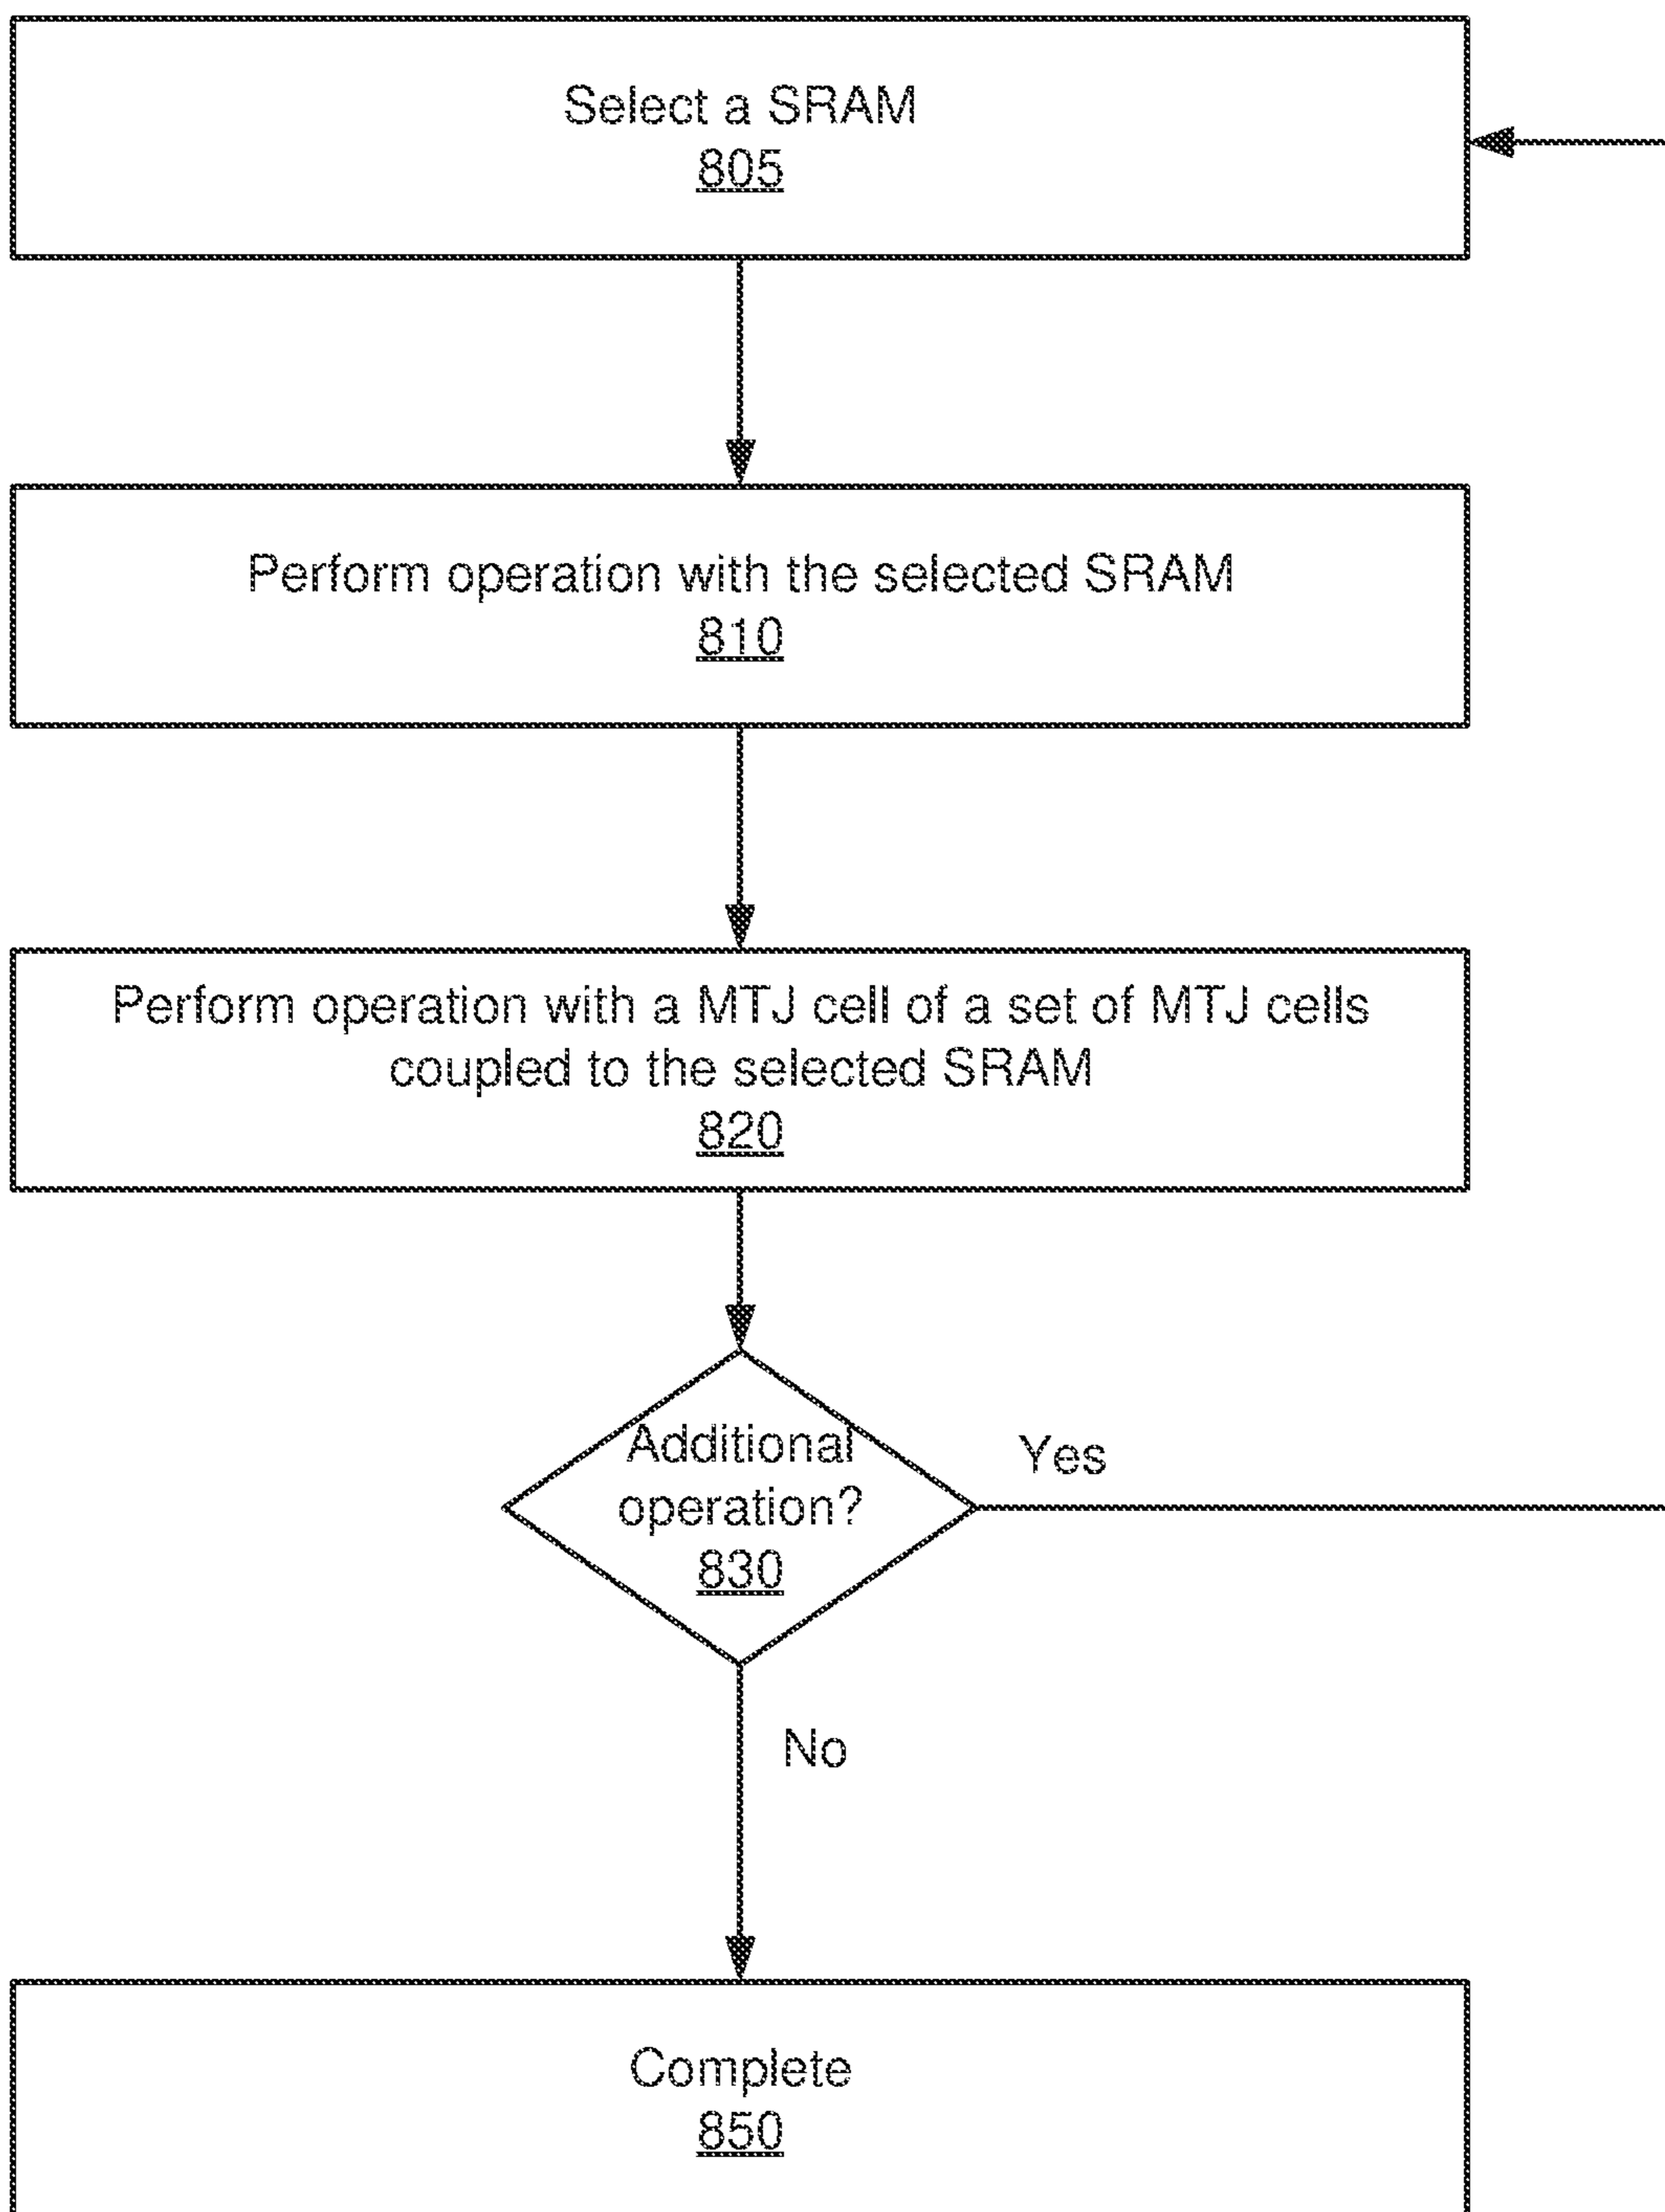 Select a SRAM
805
Perform operation with the selected SRAM
810
Perform operation with a MTJ cell of a set of MTJ cells
coupled to the selected SRAM
820
Additional
operation?
830
Yes
No
Complete
850